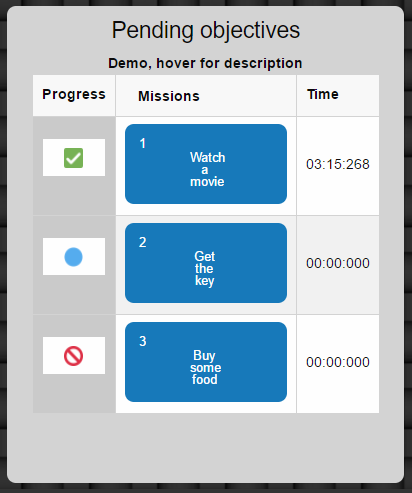 Pending objectives
Demo, hover for description
Progress Missions Time
1
Watch
a
movie
03:15:268
2
Get
the
key
00:00:000
3
Buy
some
food
00:00:000